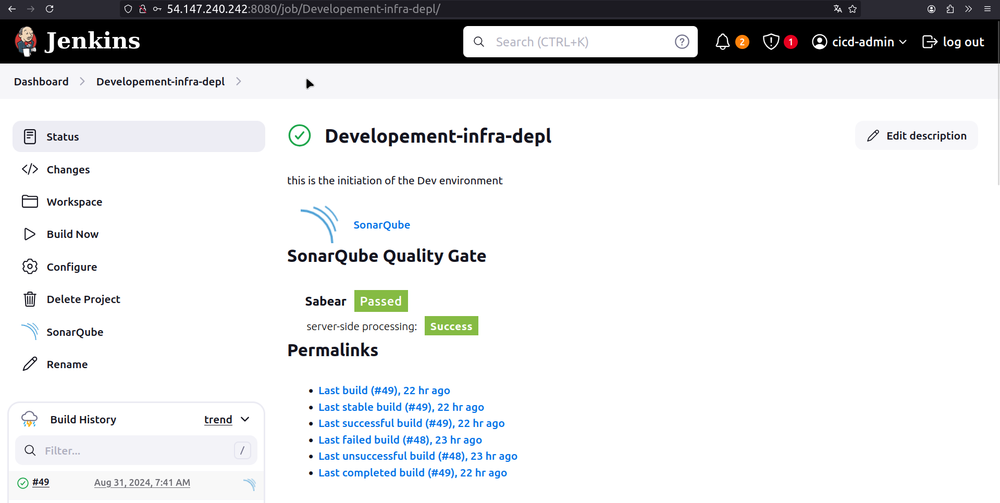 54.147.240.242:8080/job/Developement-infra-depl/
Jenkins
Search (CTRL+K)
?
2
1
cicd-admin
log out
Dashboard
Developement-infra-depl
Status
Changes
Workspace
Build Now
Configure
Delete Project
SonarQube
Rename
Build History
trend
Filter...
/
#49
Aug 31, 2024, 7:41 AM
Developement-infra-depl
Edit description
this is the initiation of the Dev environment
SonarQube
SonarQube Quality Gate
Sabear Passed
server-side processing: Success
Permalinks
• Last build (#49), 22 hr ago
• Last stable build (#49), 22 hr ago
• Last successful build (#49), 22 hr ago
• Last failed build (#48), 23 hr ago
• Last unsuccessful build (#48), 23 hr ago
• Last completed build (#49), 22 hr ago